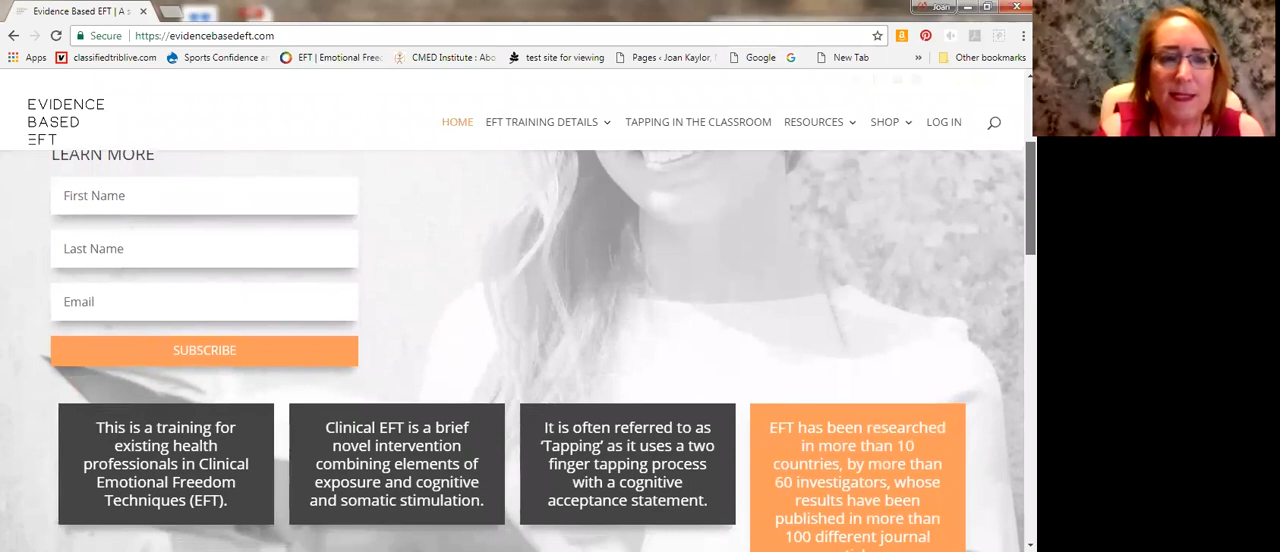 Evidence Based EFT | A s
Joan
Secure
https://evidencebasedeft.com
Apps
classifiedtriblive.com
Sports Confidence ar
EFT | Emotional Free
CMED Institute : Abo
test site for viewing
Pages ‹ Joan Kaylor,
Google
New Tab
»
Other bookmarks
EVIDENCE
BASED
EFT
HOME
EFT TRAINING DETAILS
TAPPING IN THE CLASSROOM
RESOURCES
SHOP
LOG IN
LEARN MORE
First Name
Last Name
Email
SUBSCRIBE
This is a training for
existing health
professionals in Clinical
Emotional Freedom
Techniques (EFT).
Clinical EFT is a brief
novel intervention
combining elements of
exposure and cognitive
and somatic stimulation.
It is often referred to as
‘Tapping’ as it uses a two
finger tapping process
with a cognitive
acceptance statement.
EFT has been researched
in more than 10
countries, by more than
60 investigators, whose
results have been
published in more than
100 different journal